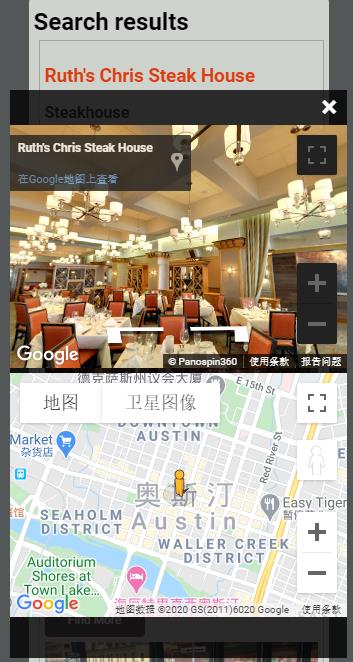 Search results
Ruth's Chris Steak House
Steakhouse
Ruth's Chris Steak House
在Google地图上查看
Google
© Panospin360
使用条款
报告问题
德克萨斯州议会大厦
E 15th St
地图
卫星图像
DOWNTOWN
AUSTIN
Market
杂货店
Red River St
奥斯汀
Austin
Easy Tiger
SEAHOLM
DISTRICT
WALLER CREEK
DISTRICT
Auditorium
Shores at
Town Lake...
Google
地图数据 ©2020 GS(2011)6020 Google
使用条款
Find More